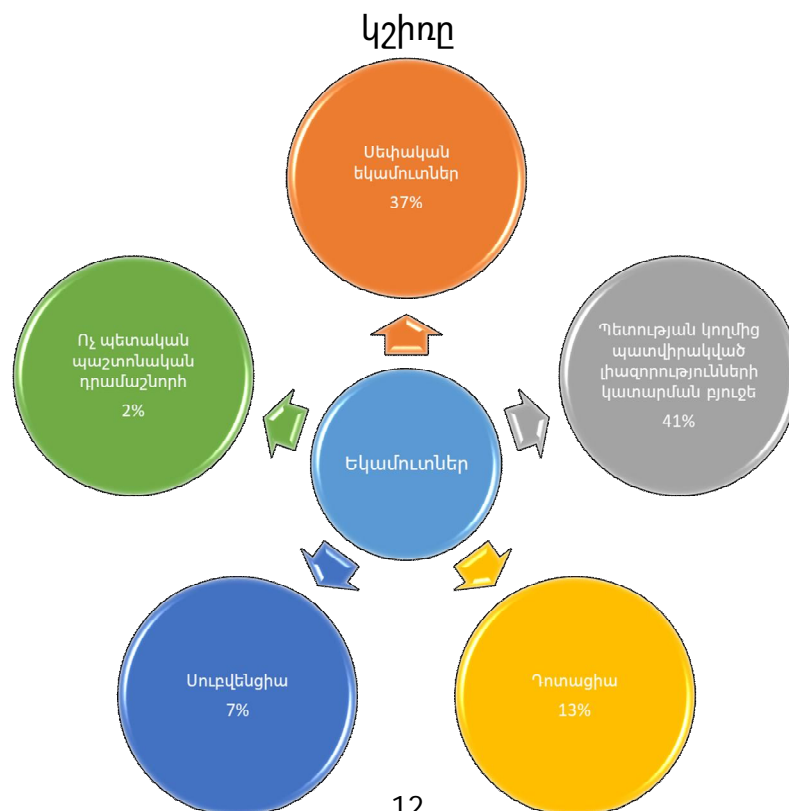 կշիռը
Սեփական
եկամուտներ
37%
Ոչ պետական
պաշտոնական
դրամաշնորհ
2%
Պետության կողմից
պատվիրակված
լիազորությունների
կատարման բյուջե
41%
Եկամուտներ
Սուբվենցիա
7%
Դոտացիա
13%
12